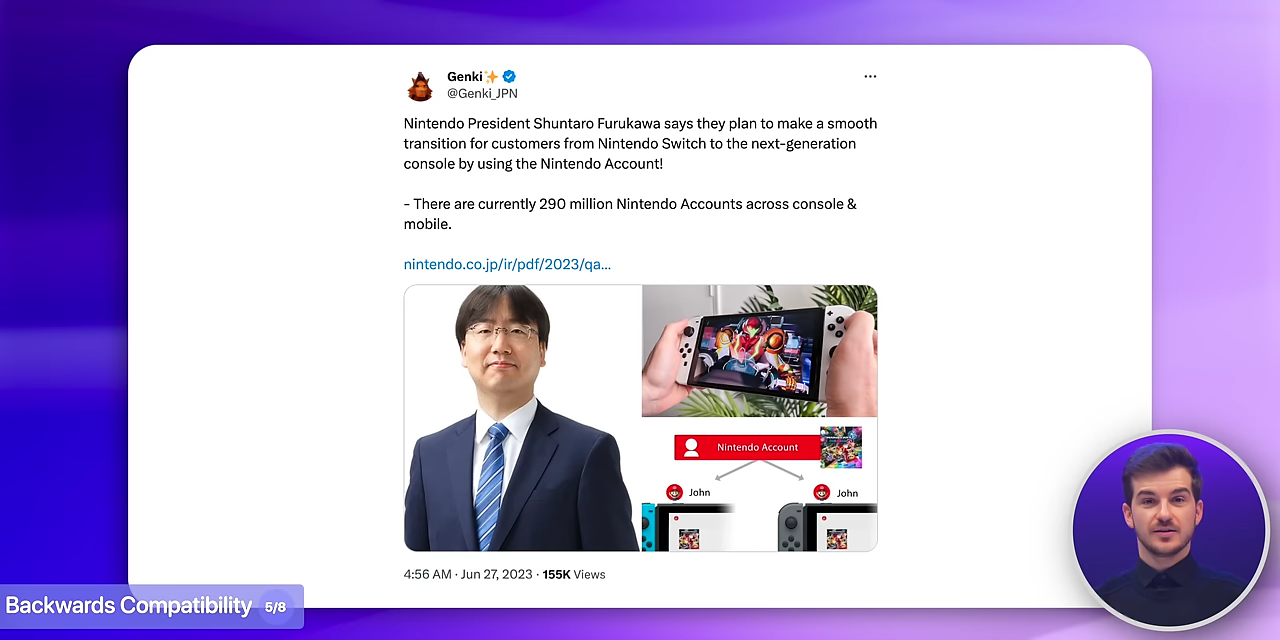 Genki✨
@Genki_JPN
Nintendo President Shuntaro Furukawa says they plan to make a smooth
transition for customers from Nintendo Switch to the next-generation
console by using the Nintendo Account!
- There are currently 290 million Nintendo Accounts across console &
mobile.
nintendo.co.jp/ir/pdf/2023/qa...
Nintendo Account
John
John
4:56 AM · Jun 27, 2023 · 155K Views
Backwards Compatibility 5/8